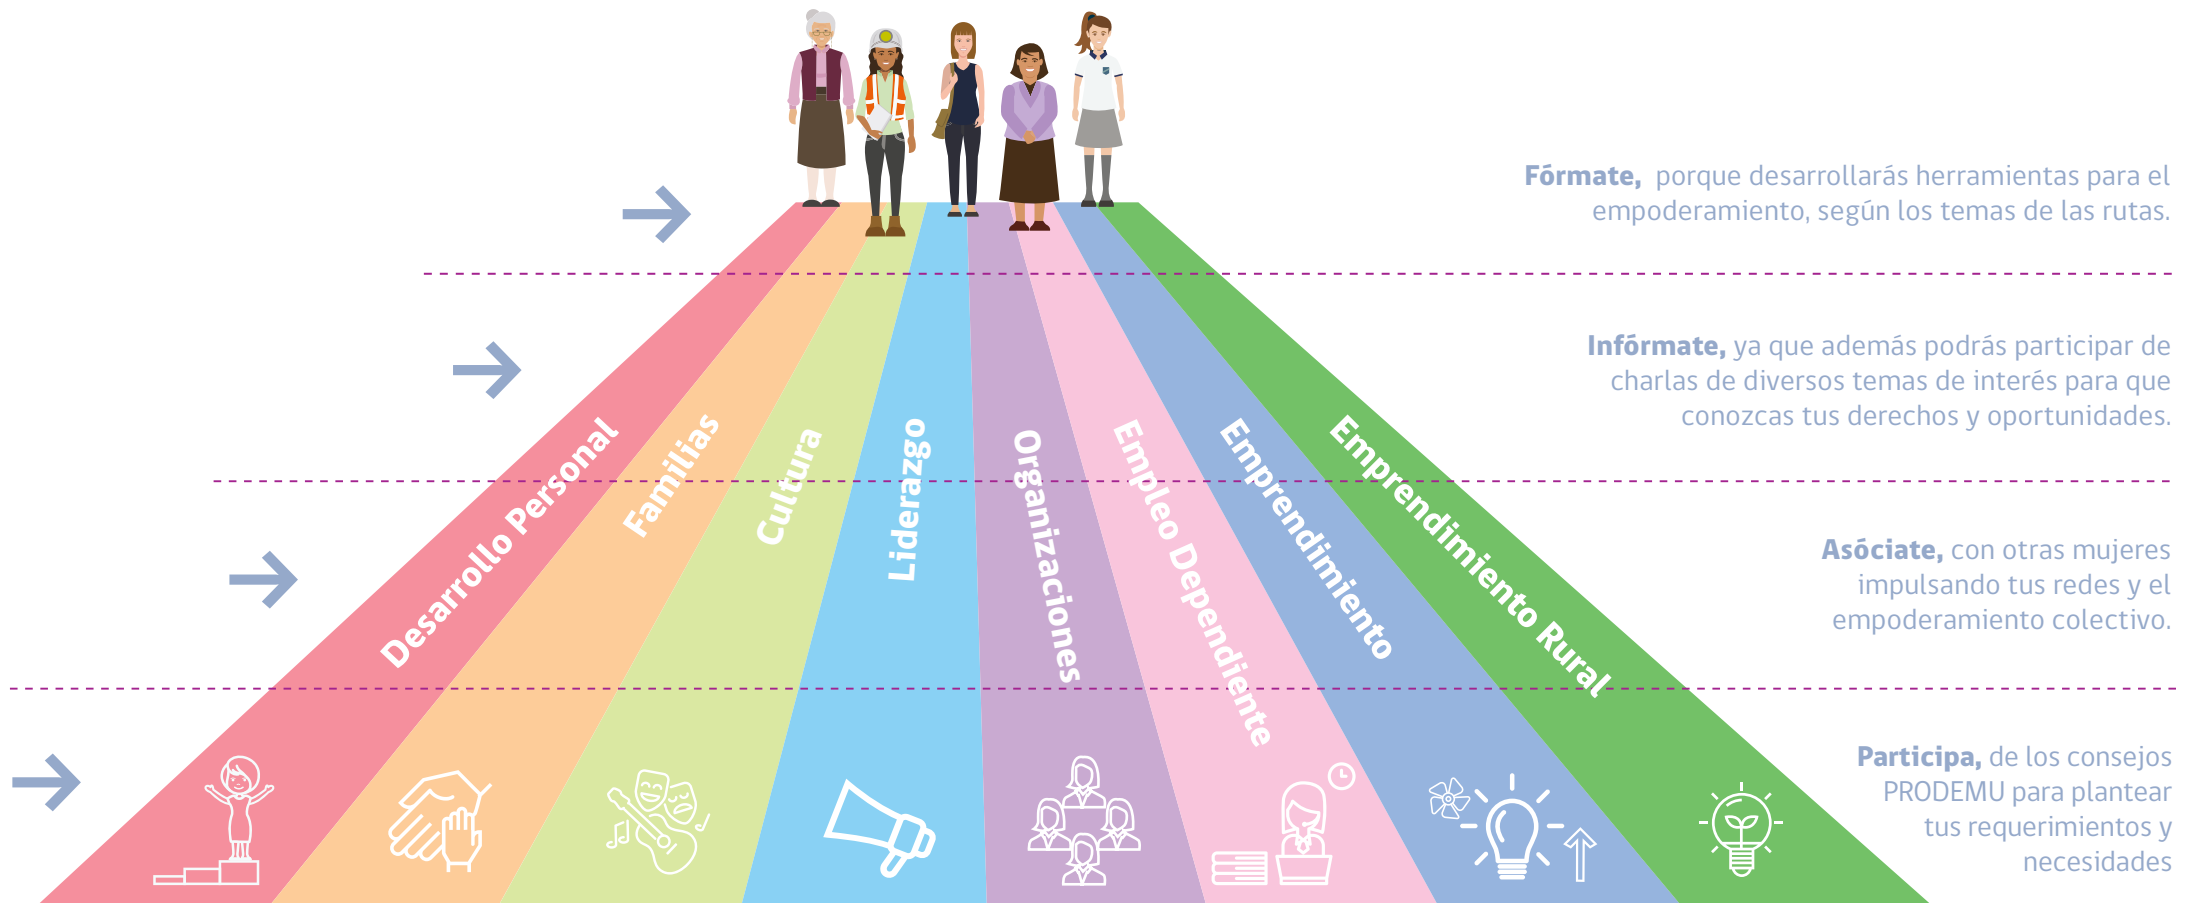 Fórmate, porque desarrollarás herramientas para el
empoderamiento, según los temas de las rutas.
Infórmate, ya que además podrás participar de
charlas de diversos temas de interés para que
conozcas tus derechos y oportunidades.
Desarrollo Personal
Familias
Cultura
Liderazgo
Organizaciones
Empleo Dependiente
Emprendimiento
Emprendimiento Rural
Asóciate, con otras mujeres
impulsando tus redes y el
empoderamiento colectivo.
Participa, de los consejos
PRODEMU para plantear
tus requerimientos y
necesidades